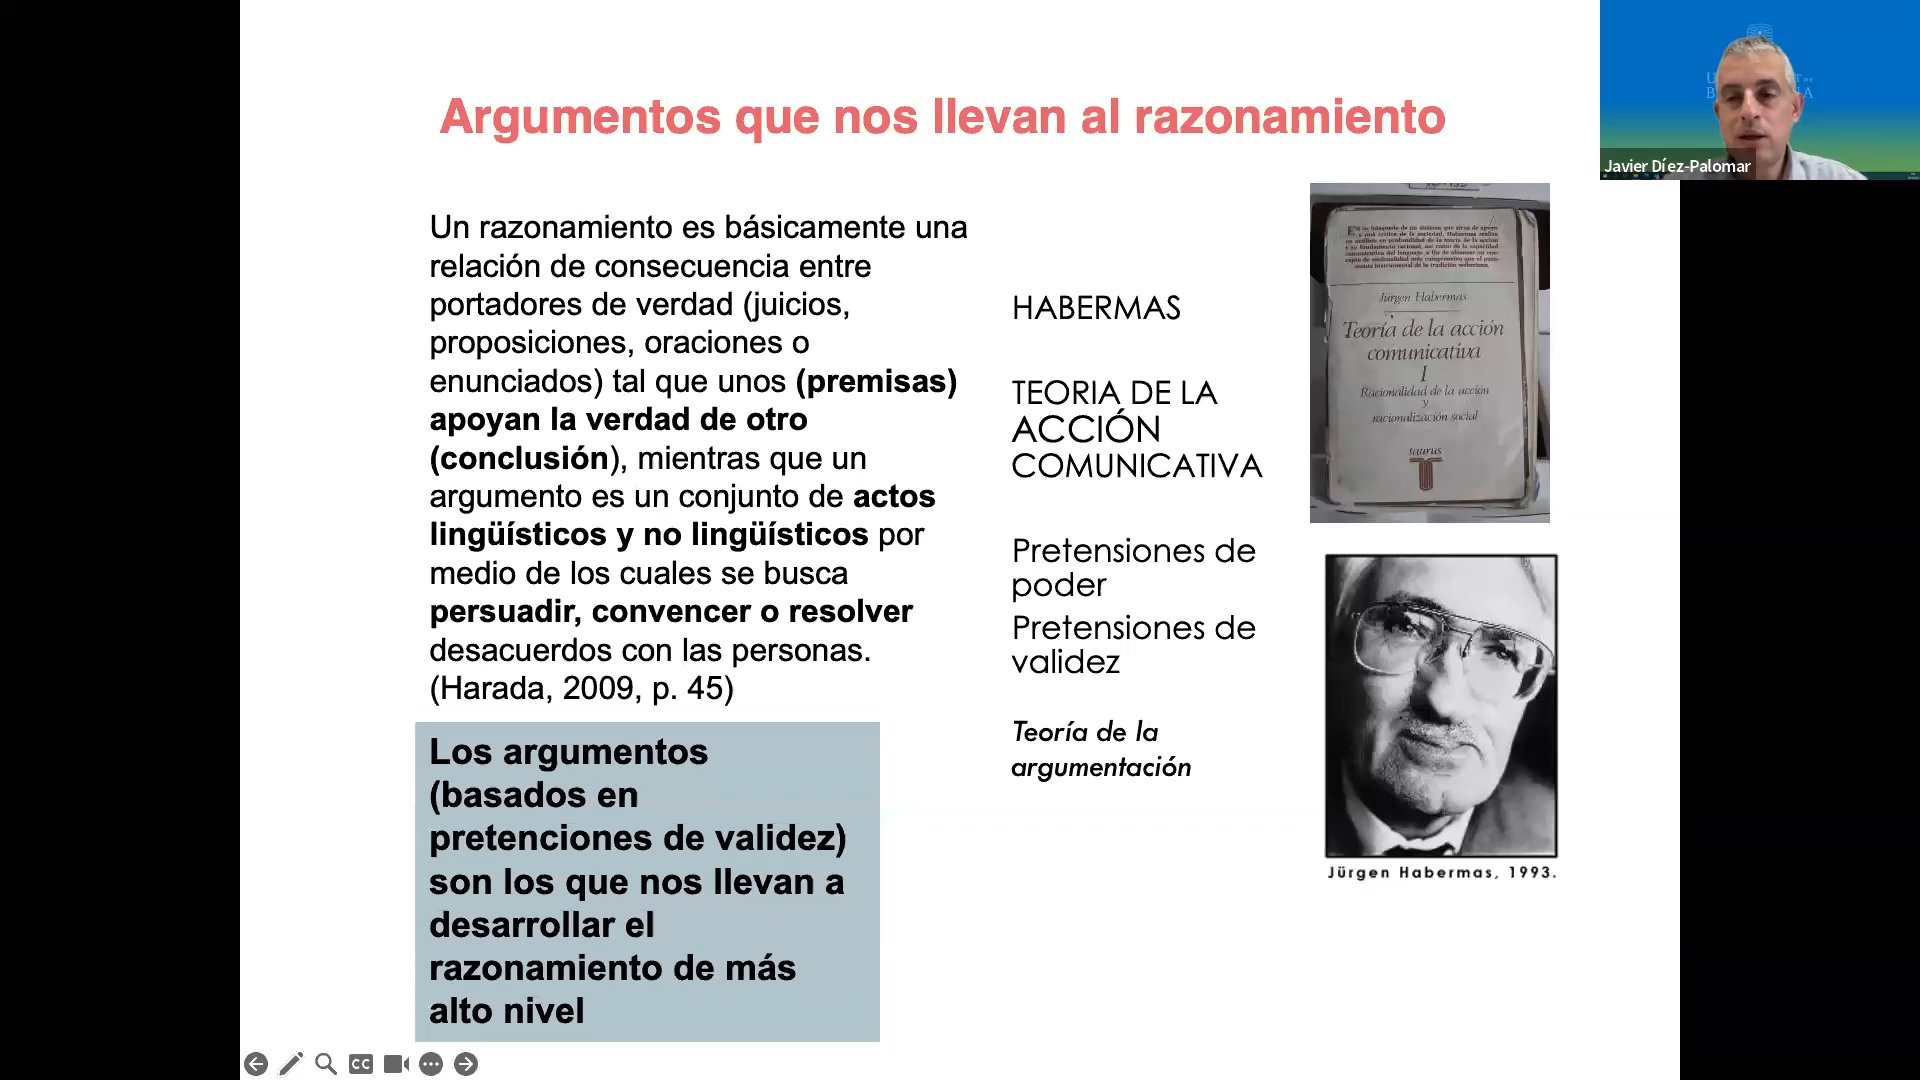 Argumentos que nos llevan al razonamiento
Un razonamiento es básicamente una
relación de consecuencia entre
portadores de verdad (juicios,
proposiciones, oraciones o
enunciados) tal que unos (premisas)
apoyan la verdad de otro
(conclusión), mientras que un
argumento es un conjunto de actos
lingüísticos y no lingüísticos por
medio de los cuales se busca
persuadir, convencer o resolver
desacuerdos con las personas.
(Harada, 2009, p. 45)
Los argumentos
(basados en
pretenciones de validez)
son los que nos llevan a
desarrollar el
razonamiento de más
alto nivel
HABERMAS
TEORIA DE LA
ACCIÓN
COMUNICATIVA
Pretensiones de
poder
Pretensiones de
validez
Teoría de la
argumentación
Jürgen Habermas
Teoría de la acción
comunicativa
I
Racionalidad de la acción
y
racionalización social
taurus
Jürgen Habermas, 1993.
Javier Díez-Palomar
CC